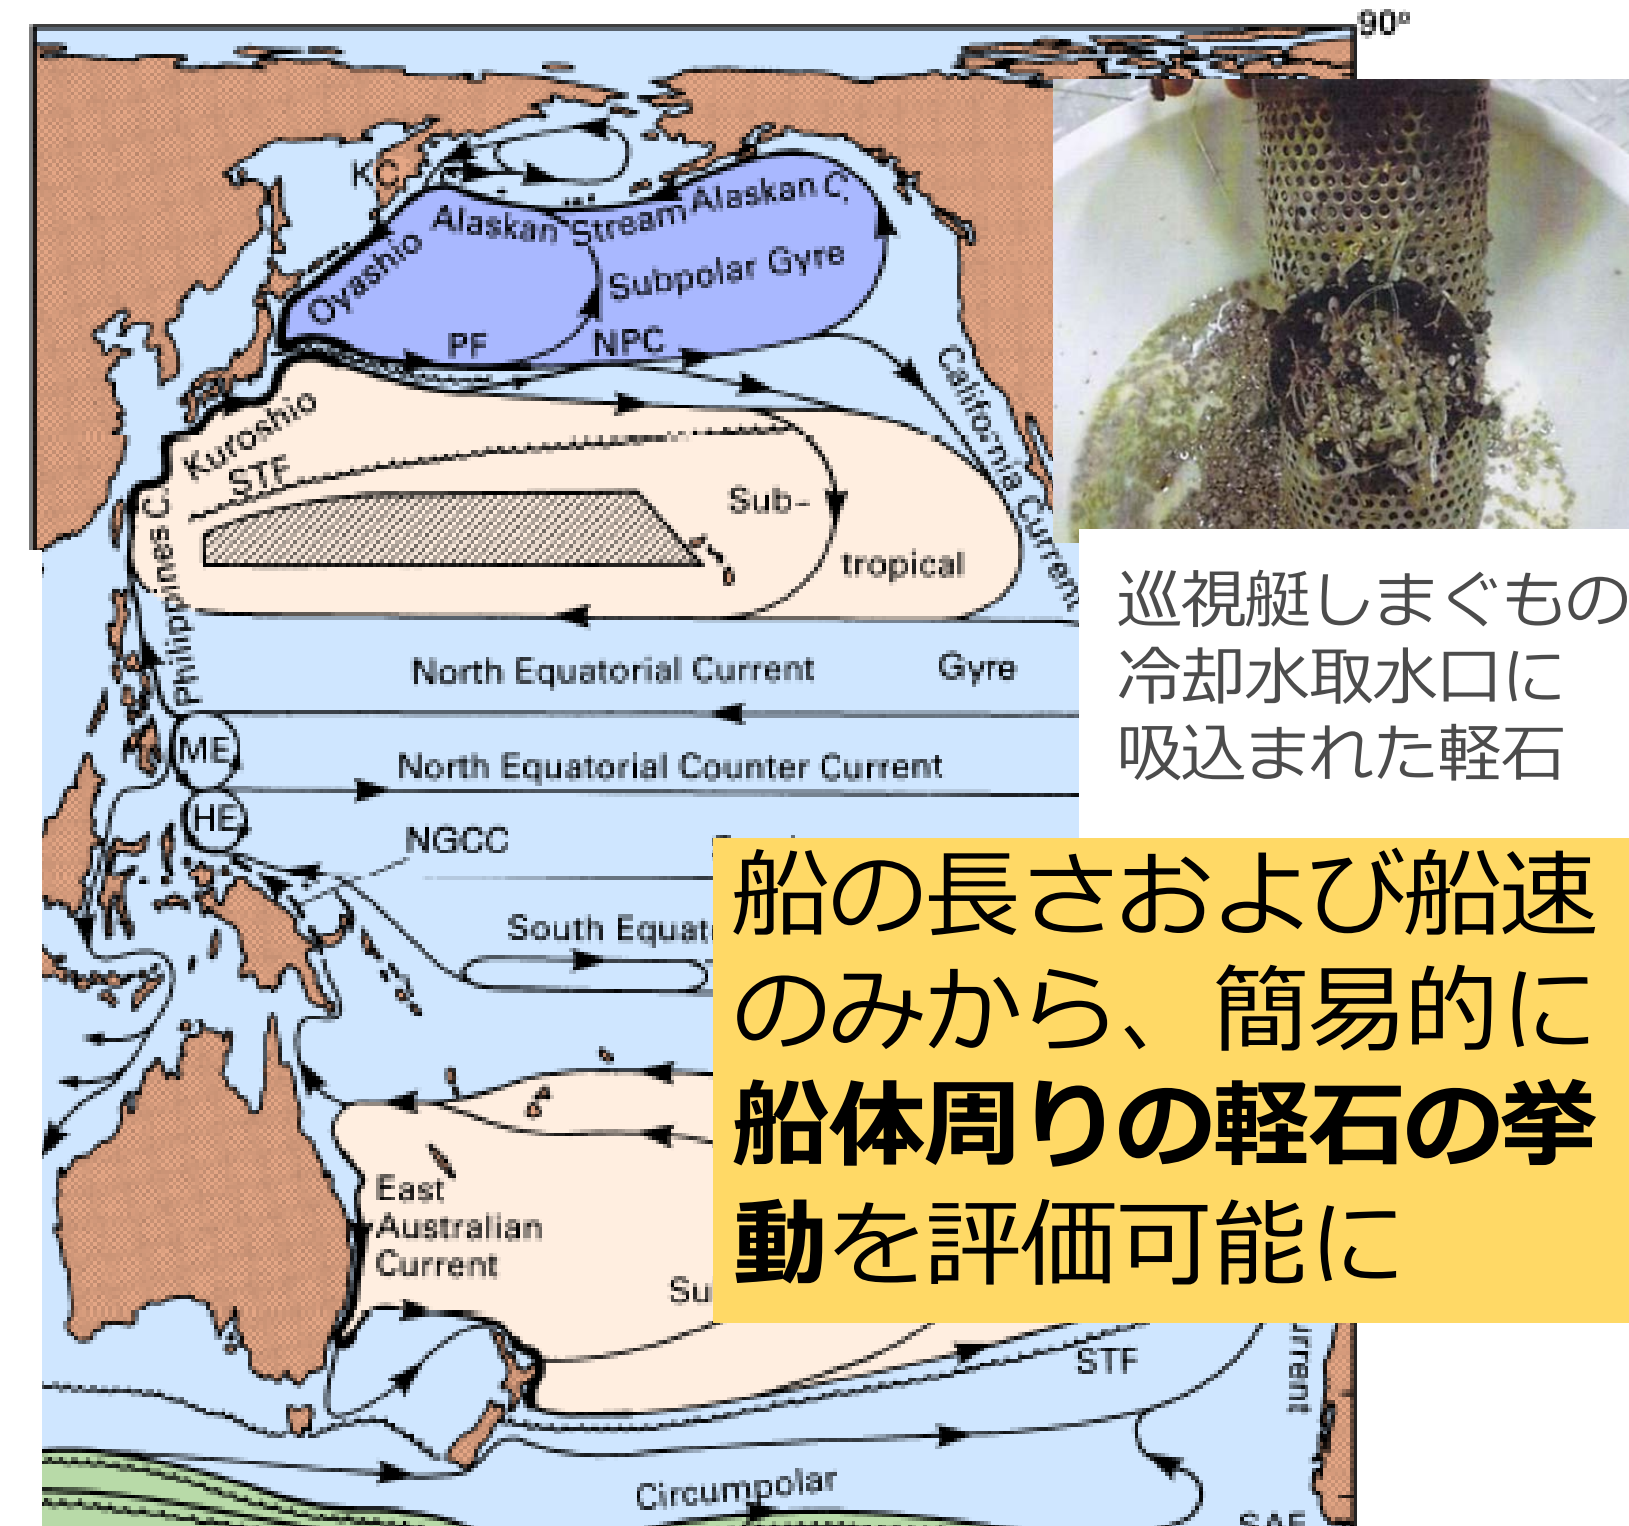 90º
KC
Alaskan Stream
Alaskan C.
Oyashio
Subpolar Gyre
PF
NPC
California Current
Kuroshio
STF
Sub-
tropical
Philippines C.
North Equatorial Current
Gyre
ME
North Equatorial Counter Current
HE
NGCC
South Equat
East
Australian
Current
Su
巡視艇しまぐもの
冷却水取水口に
吸込まれた軽石
船の長さおよび船速
のみから、簡易的に
船体周りの軽石の挙
動を評価可能に
STF
urrent
Circumpolar
SAF